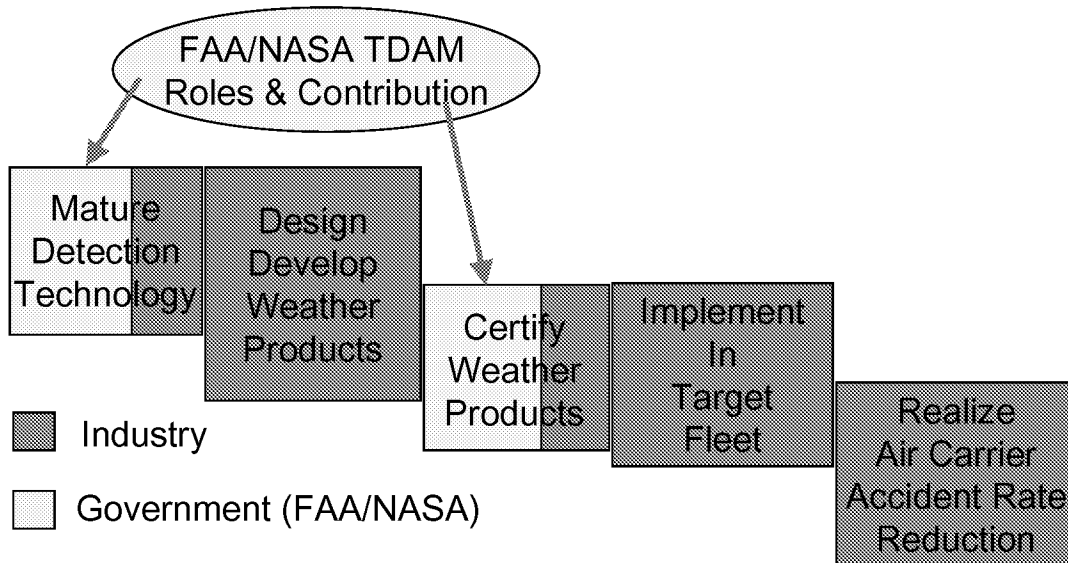 FAA/NASA TDAM
Roles & Contribution
Mature
Detection
Technology
Design
Develop
Weather
Products
Certify
Weather
Products
Implement
In
Target
Fleet
Realize
Air Carrier
Accident Rate
Reduction
Industry
Government (FAA/NASA)